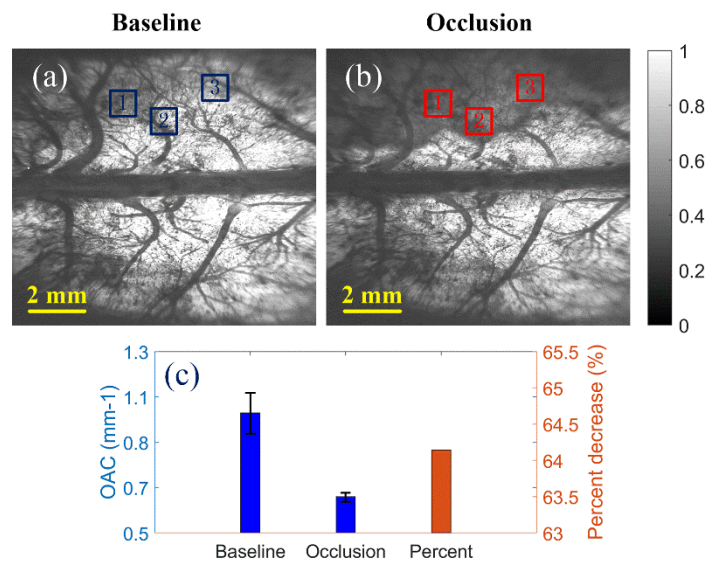 Baseline Occlusion
(a) (b)
1 2 3
1 2 3
2 mm 2 mm
1
0.8
0.6
0.4
0.2
0
(c)
OAC (mm-1)
1.3
1.1
0.8
0.7
0.5
65.5
65
64.5
64
63.5
63
Percent decrease (%)
Baseline Occlusion Percent